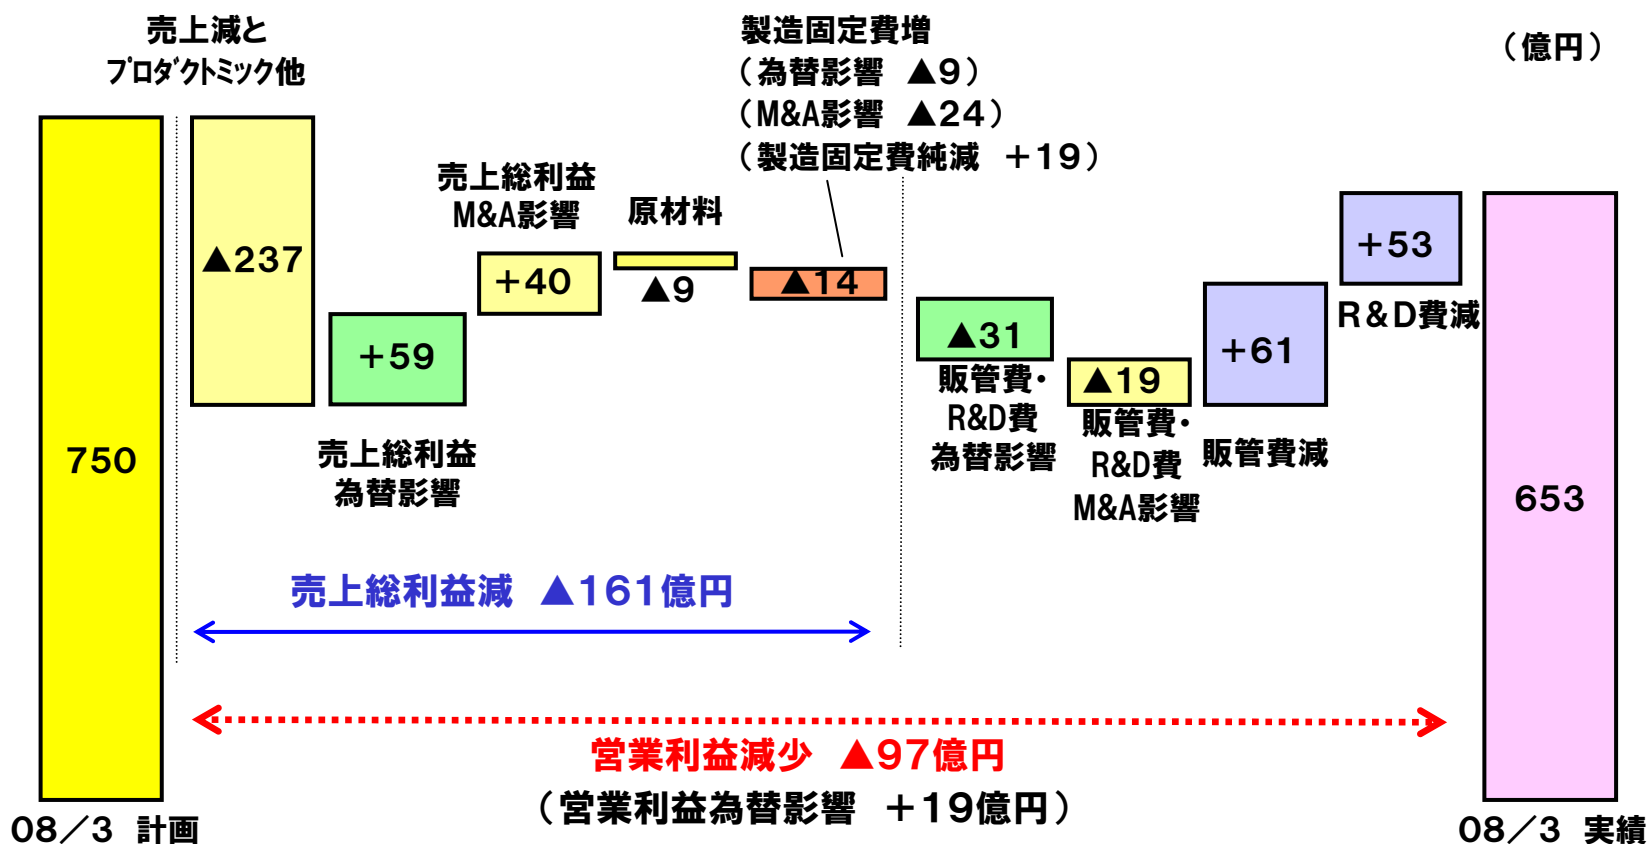 売上減と
プロダクトミック他
製造固定費増
（為替影響　▲9）
（M&A影響　▲24）
（製造固定費純減　＋19）
（億円）
売上総利益
M&A影響
原材料
▲237
＋59
＋40
▲9
▲14
▲31
▲19
＋61
＋53
R＆D費減
販管費・
R&D費
為替影響
販管費・
R&D費
M&A影響
販管費減
売上総利益
為替影響
750
653
売上総利益減　▲161億円
営業利益減少　▲97億円
（営業利益為替影響　＋19億円）
08／3　計画
08／3　実績